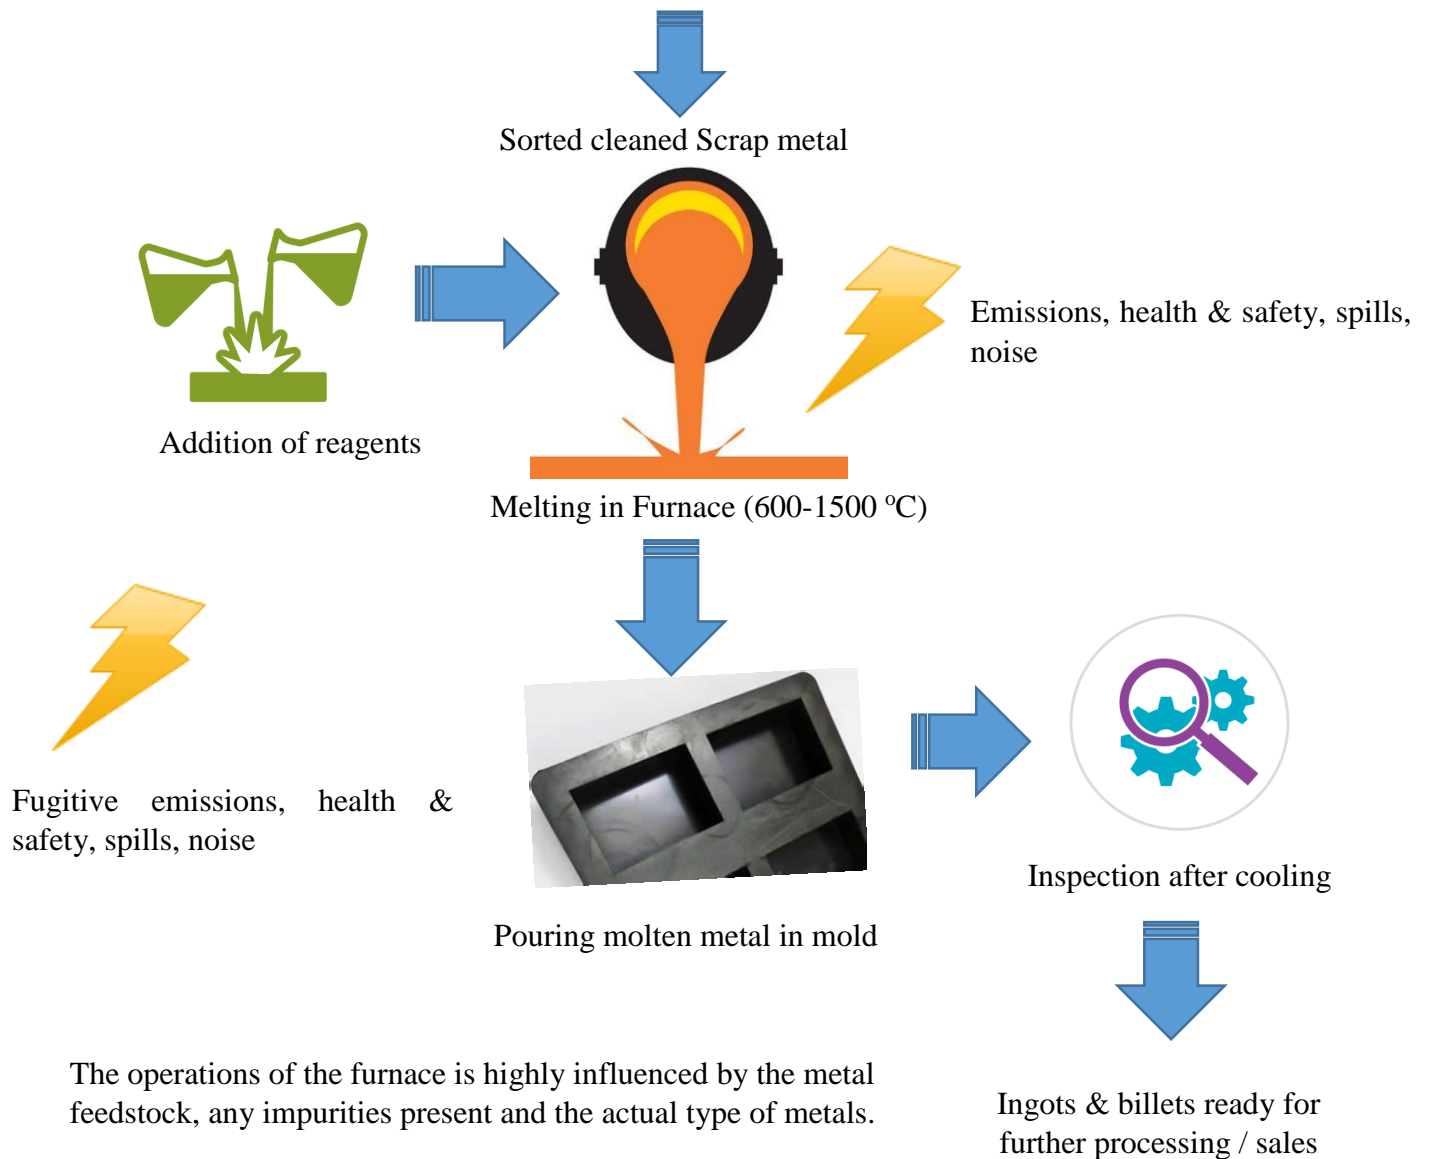 Sorted cleaned Scrap metal
Emissions, health & safety, spills,
noise
Addition of reagents
Melting in Furnace (600-1500 ºC)
Fugitive emissions, health &
safety, spills, noise
Inspection after cooling
Pouring molten metal in mold
The operations of the furnace is highly influenced by the metal
feedstock, any impurities present and the actual type of metals.
Ingots & billets ready for
further processing / sales